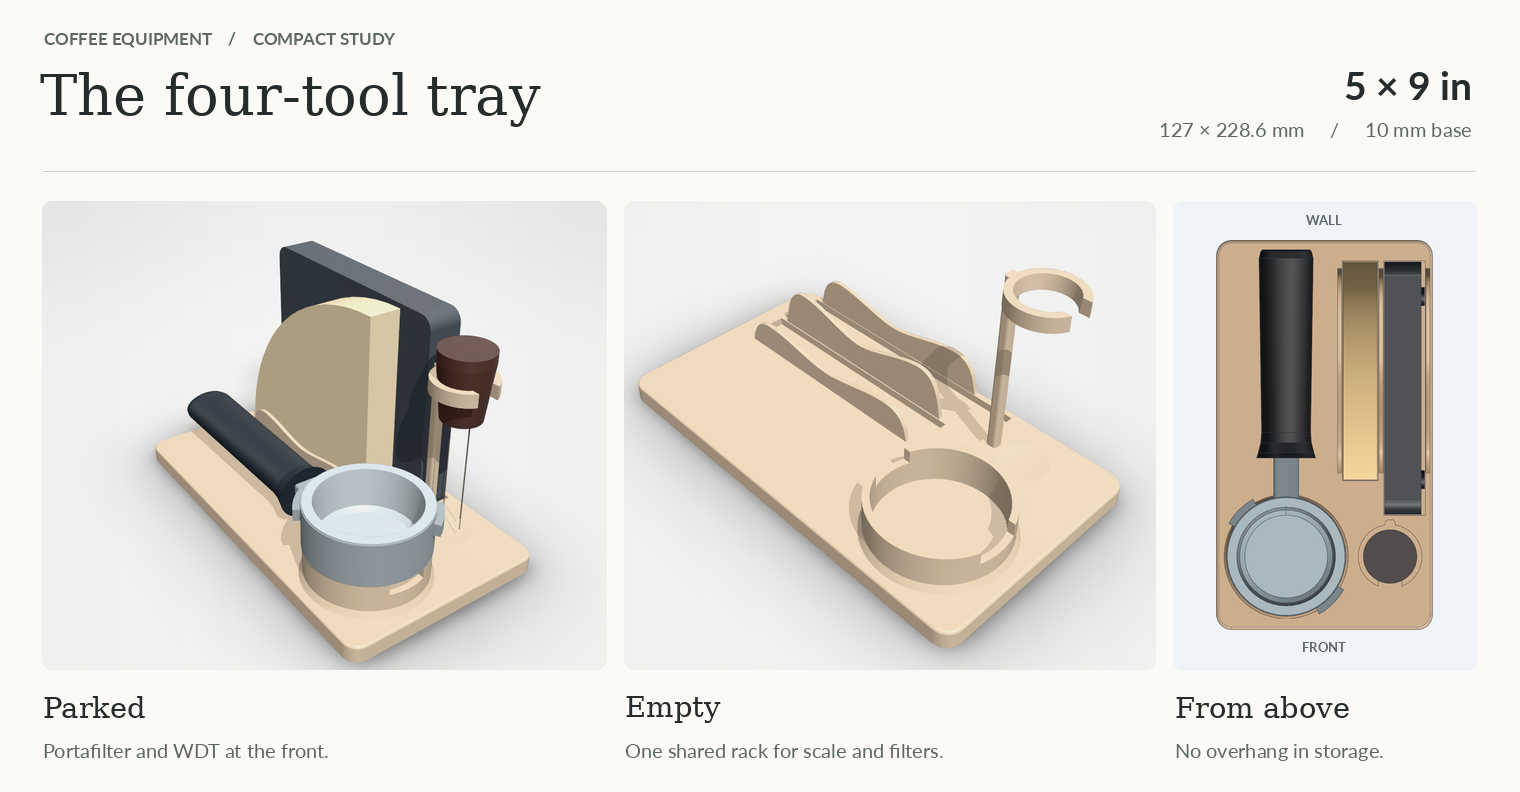 COFFEE EQUIPMENT / COMPACT STUDY
The four-tool tray
5 × 9 in
127 × 228.6 mm / 10 mm base
WALL
FRONT
Parked
Portafilter and WDT at the front.
Empty
One shared rack for scale and filters.
From above
No overhang in storage.